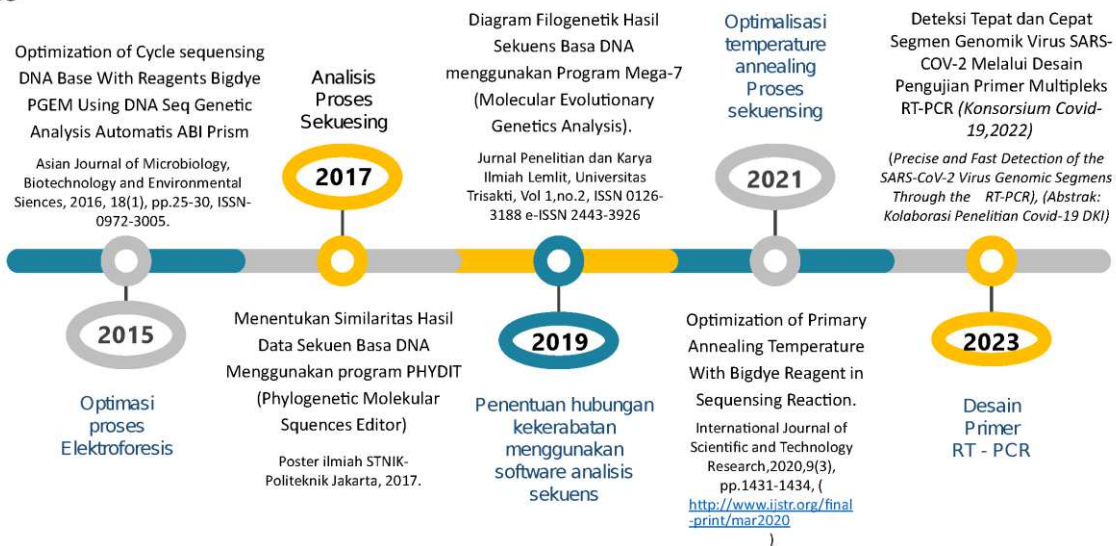 Optimization of Cycle sequensing
DNA Base With Reagents Bigdye
PGEM Using DNA Seq Genetic
Analysis Automatis ABI Prism
Asian Journal of Microbiology,
Biotechnology and Environmental
Siences, 2016, 18(1), pp.25-30, ISSN-
0972-3005.
2015
Optimasi
proses
Elektroforesis
Analisis
Proses
Sekuesing
2017
Menentukan Similaritas Hasil
Data Sekuen Basa DNA
Menggunakan program PHYDIT
(Phylogenetic Molekular
Squences Editor)
Poster ilmiah STNIK-
Politeknik Jakarta, 2017.
Diagram Filogenetik Hasil
Sekuens Basa DNA
menggunakan Program Mega-7
(Molecular Evolutionary
Genetics Analysis).
Jurnal Penelitian dan Karya
Ilmiah Lemlit, Universitas
Trisakti, Vol 1,no.2, ISSN 0126-
3188 e-ISSN 2443-3926
2019
Penentuan hubungan
kekerabatan
menggunakan
software analisis
sekuens
Optimalisasi
temperature
annealing
Proses
sekuensing
2021
Optimization of Primary
Annealing Temperature
With Bigdye Reagent in
Sequencing Reaction.
International Journal of
Scientific and Technology
Research,2020,9(3),
pp.1431-1434, (
http://www.ijstr.org/final
-print/mar2020
)
Deteksi Tepat dan Cepat
Segmen Genomik Virus SARS-
COV-2 Melalui Desain
Pengujian Primer Multipleks
RT-PCR (Konsorsium Covid-
19,2022)
(Precise and Fast Detection of the
SARS-CoV-2 Virus Genomic Segmens
Through the RT-PCR), (Abstrak:
Kolaborasi Penelitian Covid-19 DKI)
2023
Desain
Primer
RT - PCR